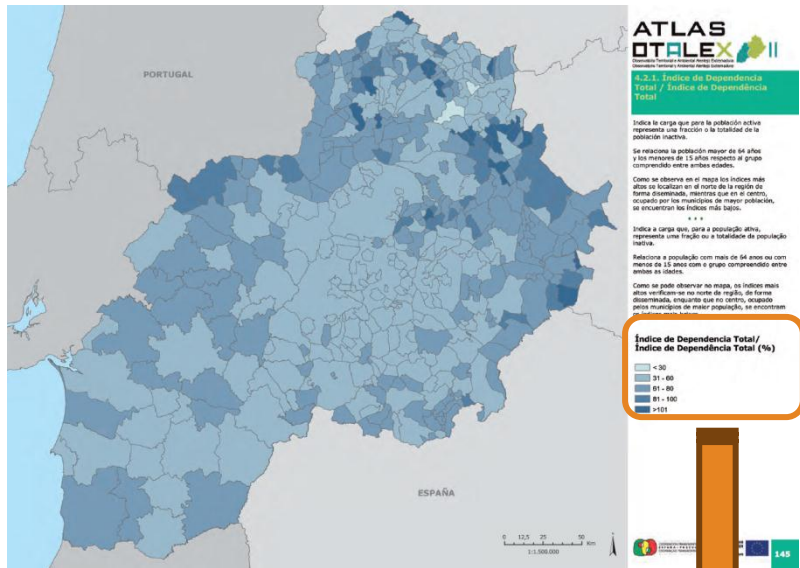 PORTUGAL
ESPAÑA
0 12,5 25 50
Km
1:1.500.000
ATLAS
OTALEX II
4.2.1. Índice de Dependencia
Total / Índice de Dependência
Total
Indica la carga que para la población activa
representa una fracción o la totalidad de la
población inactiva.
Se relaciona la población mayor de 64 años
y los menores de 15 años respecto al grupo
comprendido entre ambas edades.
Como se observa en el mapa los índices más
altos se localizan en el norte de la región de
forma diseminada, mientras que en el centro,
ocupado por los municipios de mayor población,
se encuentran los índices más bajos.
* * *
Indica a carga que, para a população ativa,
representa uma fração ou a totalidade da população
inativa.
Relaciona a população com mais de 64 anos ou com
menos de 15 anos com o grupo compreendido entre
ambas as idades.
Como se pode observar no mapa, os índices mais
altos verificam-se no norte da região, de forma
disseminada, enquanto que no centro, ocupado
pelos municípios de maior população, se encontram
Índice de Dependencia Total/
Índice de Dependência Total (%)
< 30
31 - 60
61 - 80
81 - 100
>101
145